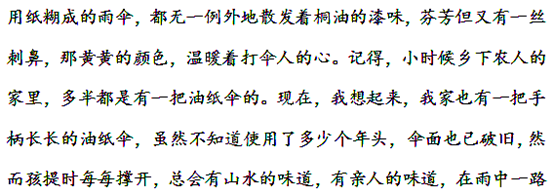 用纸糊成的雨伞，都无一例外地散发着桐油的漆味，芬芳但又有一丝
刺鼻，那黄黄的颜色，温暖着打伞人的心。记得，小时候乡下农人的
家里，多半都是有一把油纸伞的。现在，我想起来，我家也有一把手
柄长长的油纸伞，虽然不知道使用了多少个年头，伞面也已破旧，然
而孩提时每每撑开，总会有山水的味道，有亲人的味道，在雨中一路